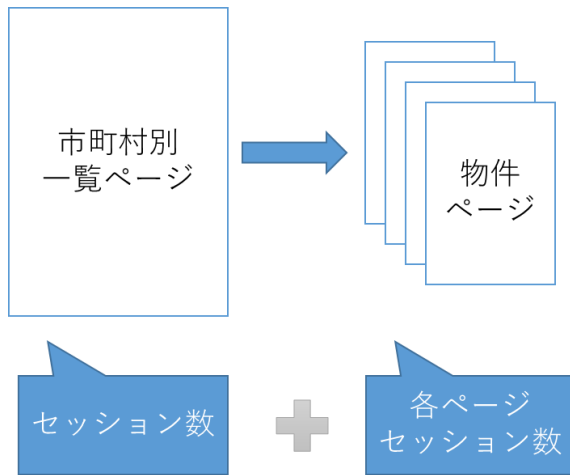 市町村別
一覧ページ
物件
ページ
セッション数
各ページ
セッション数